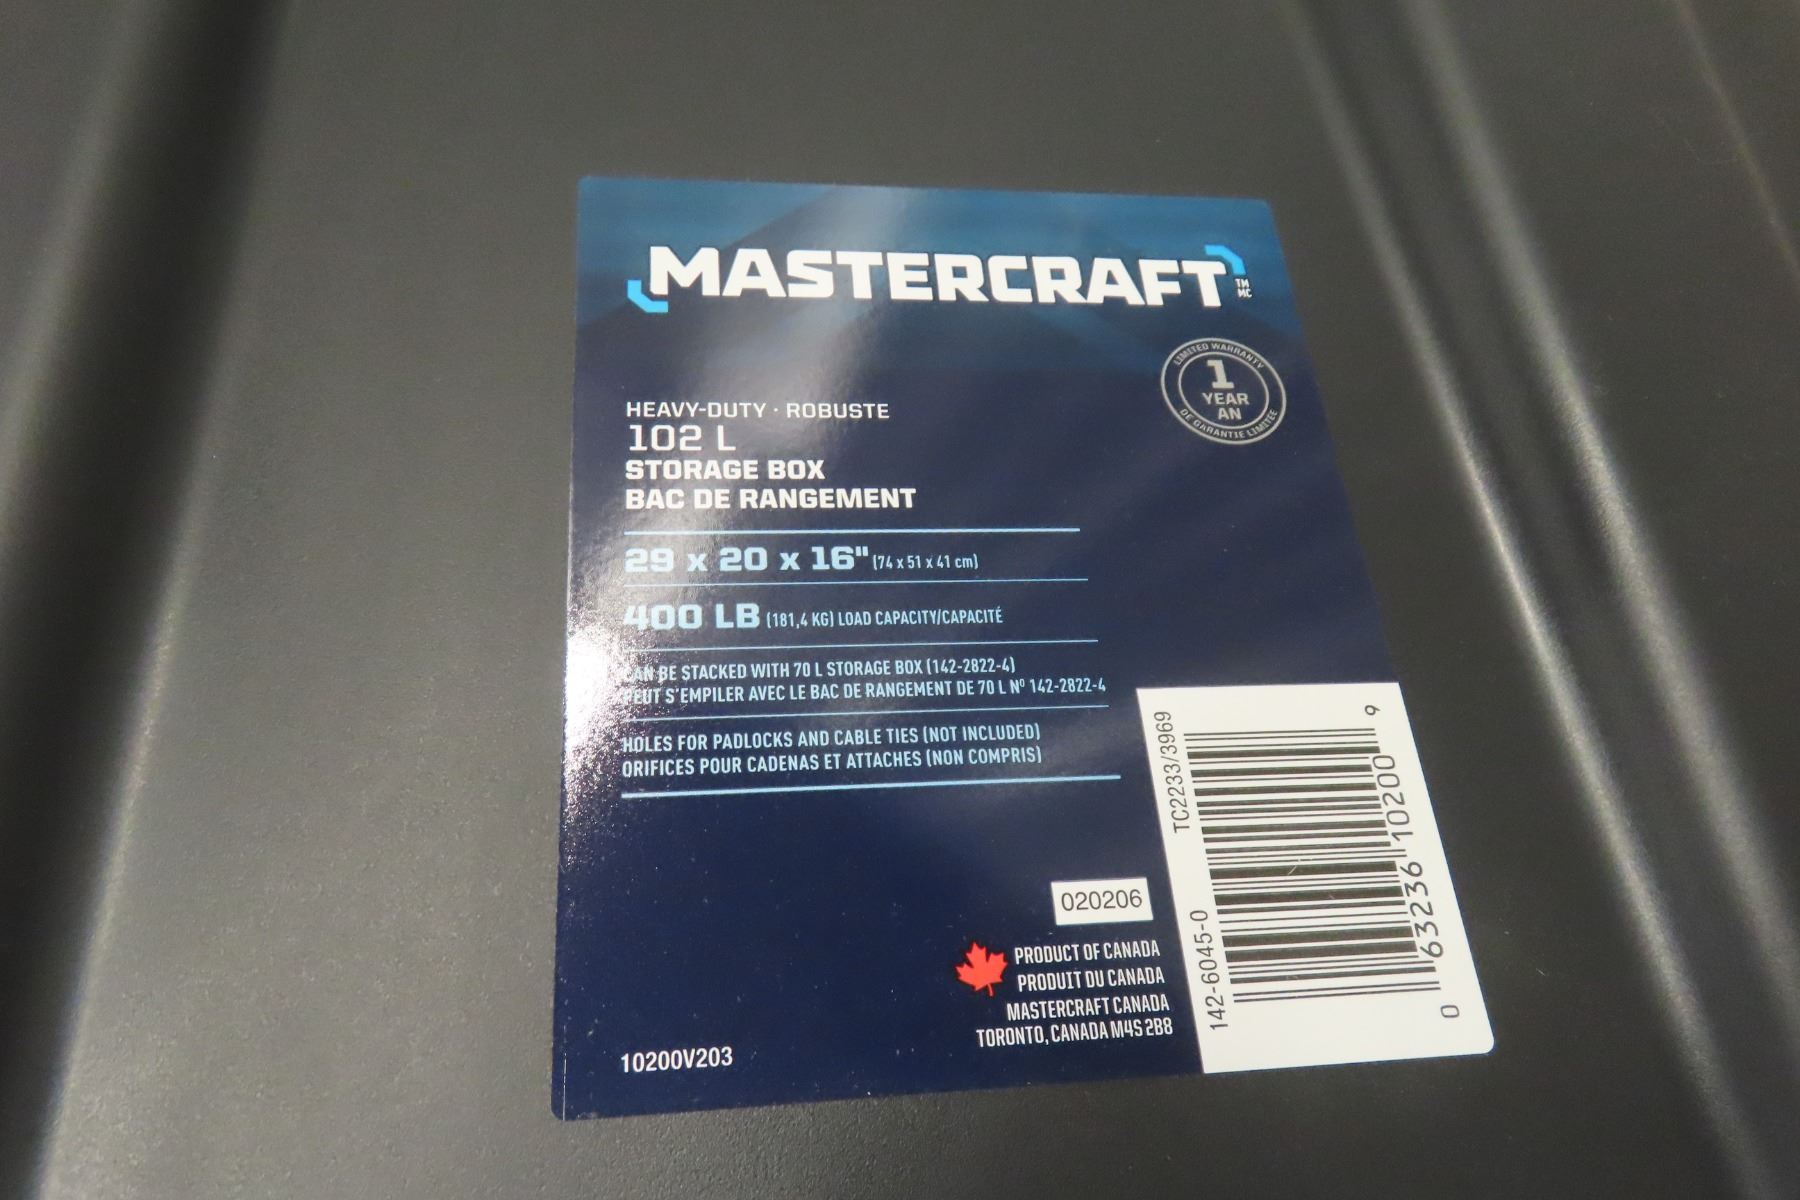 MASTERCRAFT
TM
MC
LIMITED WARRANTY
1
YEAR
AN
DE GARANTIE LIMITÉE
HEAVY-DUTY · ROBUSTE
102 L
STORAGE BOX
BAC DE RANGEMENT
29 x 20 x 16" (74 x 51 x 41 cm)
400 LB (181,4 KG) LOAD CAPACITY/CAPACITÉ
CAN BE STACKED WITH 70 L STORAGE BOX (142-2822-4)
PEUT S'EMPILER AVEC LE BAC DE RANGEMENT DE 70 L Nº 142-2822-4
HOLES FOR PADLOCKS AND CABLE TIES (NOT INCLUDED)
ORIFICES POUR CADENAS ET ATTACHES (NON COMPRIS)
020206
PRODUCT OF CANADA
PRODUIT DU CANADA
MASTERCRAFT CANADA
TORONTO, CANADA M4S 2B8
10200V203
142-6045-0 TC2233/3969
0 63236 10200 9